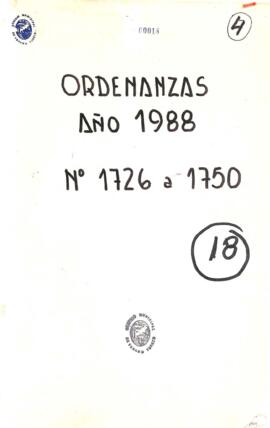 00018
4
ORDENANZAS
AÑO 1988
Nº 1726 a 1750
18